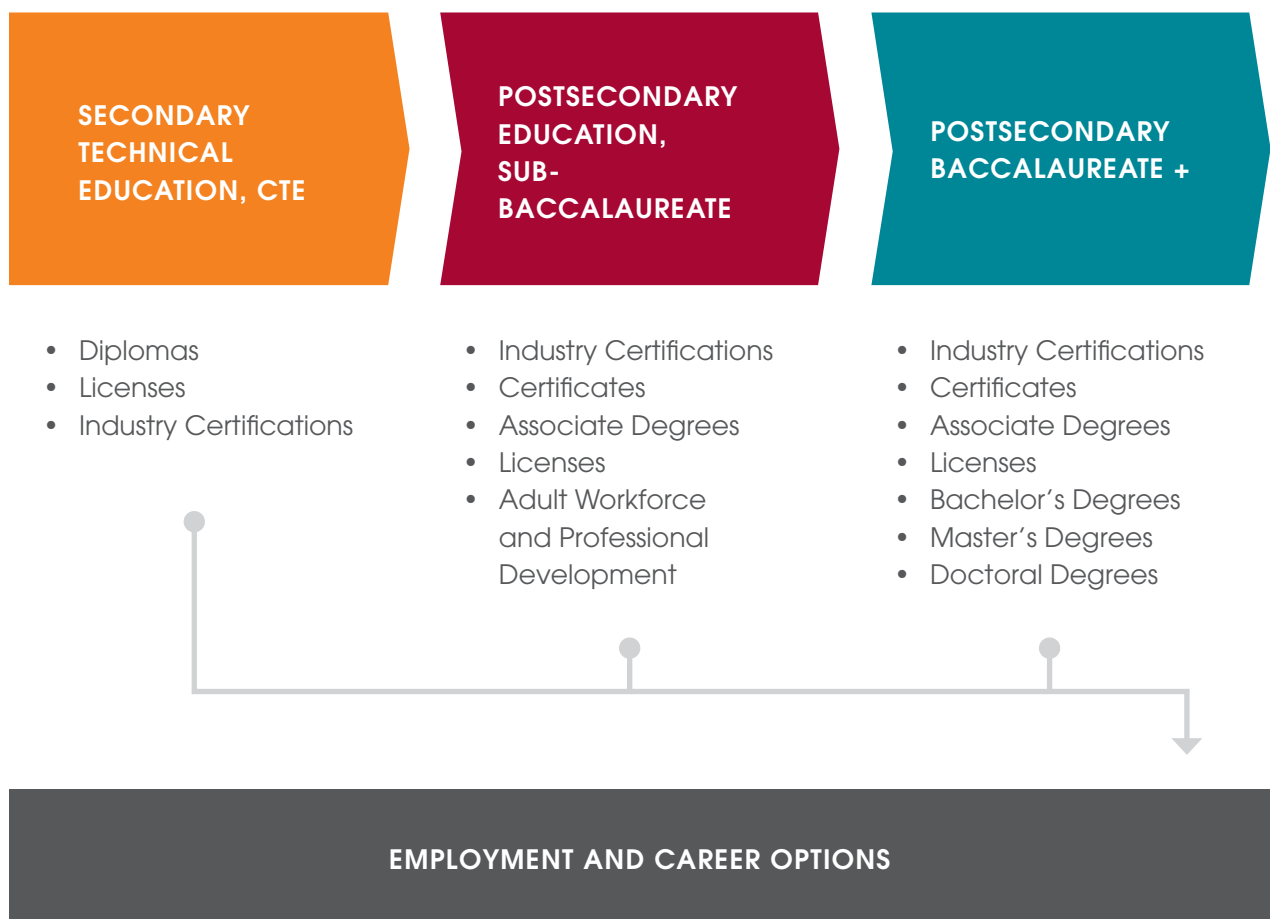 SECONDARY
TECHNICAL
EDUCATION, CTE
POSTSECONDARY
EDUCATION,
SUB-
BACCALAUREATE
POSTSECONDARY
BACCALAUREATE +
• Diplomas
• Licenses
• Industry Certifications
• Industry Certifications
• Certificates
• Associate Degrees
• Licenses
• Adult Workforce
and Professional
Development
• Industry Certifications
• Certificates
• Associate Degrees
• Licenses
• Bachelor’s Degrees
• Master’s Degrees
• Doctoral Degrees
EMPLOYMENT AND CAREER OPTIONS